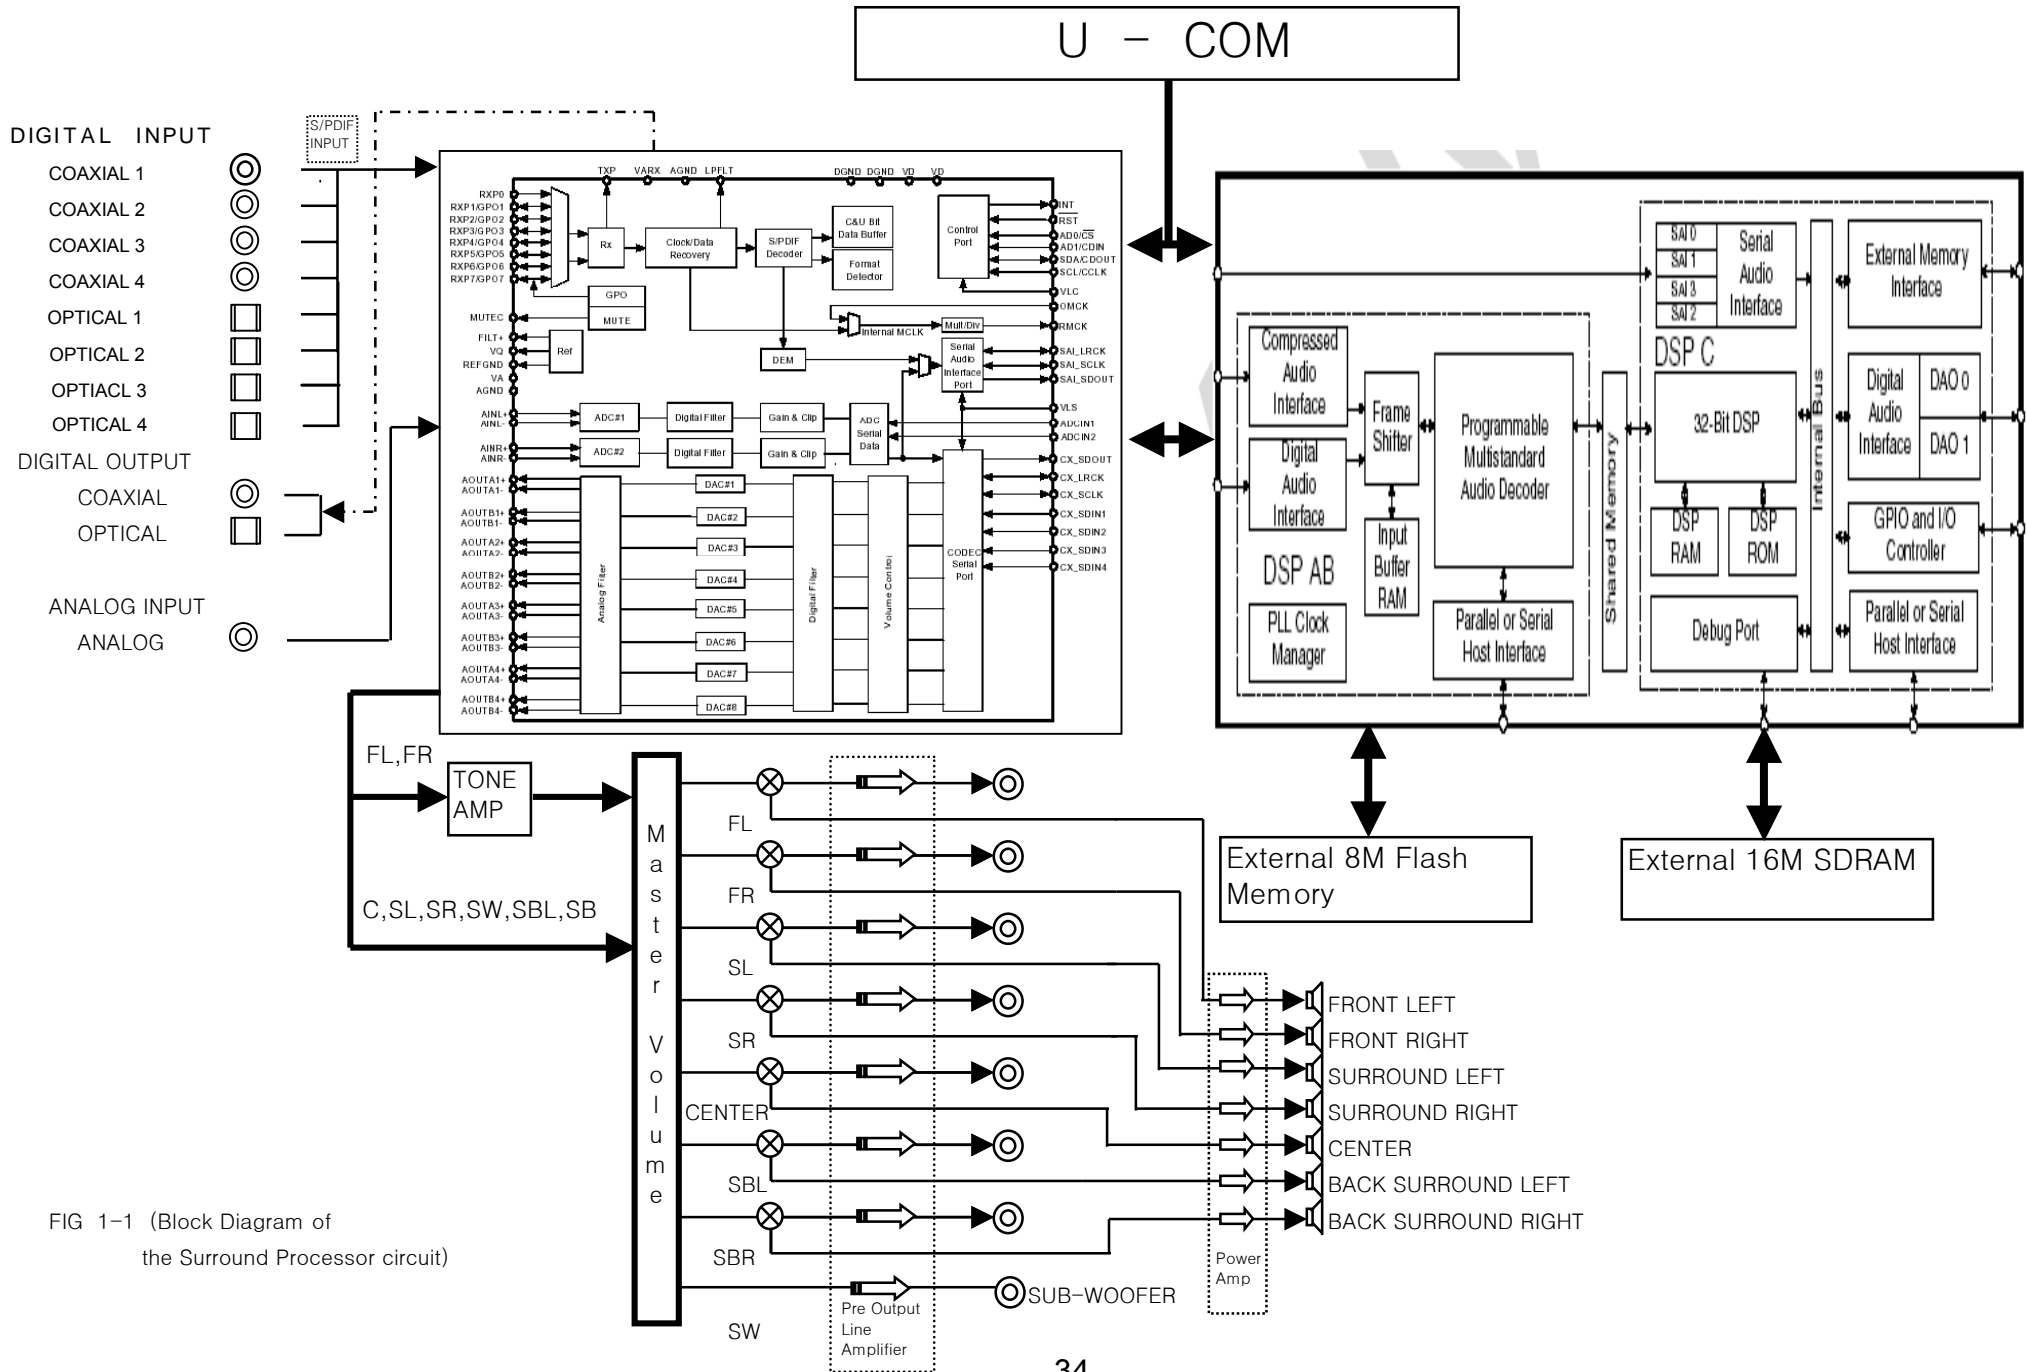 U - COM
DIGITAL INPUT
S/PDIF
INPUT
COAXIAL 1
COAXIAL 2
COAXIAL 3
COAXIAL 4
OPTICAL 1
OPTICAL 2
OPTIACL 3
OPTICAL 4
DIGITAL OUTPUT
COAXIAL
OPTICAL
ANALOG INPUT
ANALOG
TXP VARX AGND LPFLT DGND DGND VD VD
RXP0
RXP1/GPO1
RXP2/GPO2
RXP3/GPO3
RXP4/GPO4
RXP5/GPO5
RXP6/GPO6
RXP7/GPO7
MUTEC
FILT+
VQ
REFGND
VA
AGND
AINL+
AINL-
AINR+
AINR-
AOUTA1+
AOUTA1-
AOUTB1+
AOUTB1-
AOUTA2+
AOUTA2-
AOUTB2+
AOUTB2-
AOUTA3+
AOUTA3-
AOUTB3+
AOUTB3-
AOUTA4+
AOUTA4-
AOUTB4+
AOUTB4-
Rx
Clock/Data
Recovery
S/PDIF
Decoder
C&U Bit
Data Buffer
Format
Detector
Control
Port
GPO
MUTE
Ref
Internal MCLK
Mult/Div
DEM
Serial
Audio
Interface
Port
ADC#1
Digital Filter
Gain & Clip
ADC
Serial
Data
ADC#2
Digital Filter
Gain & Clip
Analog Filter
DAC#1
DAC#2
DAC#3
DAC#4
DAC#5
DAC#6
DAC#7
DAC#8
Digital Filter
Volume Control
CODEC
Serial
Port
INT
RST
AD0/CS
AD1/CDIN
SDA/CDOUT
SCL/CCLK
VLC
OMCK
RMCK
SAI_LRCK
SAI_SCLK
SAI_SDOUT
VLS
ADCIN1
ADCIN2
CX_SDOUT
CX_LRCK
CX_SCLK
CX_SDIN1
CX_SDIN2
CX_SDIN3
CX_SDIN4
Compressed
Audio
Interface
Digital
Audio
Interface
DSP AB
PLL Clock
Manager
Frame
Shifter
Input
Buffer
RAM
Programmable
Multistandard
Audio Decoder
Parallel or Serial
Host Interface
Shared Memory
SAI 0
SAI 1
SAI 3
SAI 2
Serial
Audio
Interface
DSP C
32-Bit DSP
DSP
RAM
DSP
ROM
Debug Port
Internal Bus
External Memory
Interface
Digital
Audio
Interface
DAO 0
DAO 1
GPIO and I/O
Controller
Parallel or Serial
Host Interface
External 8M Flash
Memory
External 16M SDRAM
FL,FR
TONE
AMP
C,SL,SR,SW,SBL,SB
Master Volume
FL
FR
SL
SR
CENTER
SBL
SBR
SW
Pre Output
Line
Amplifier
SUB-WOOFER
Power
Amp
FRONT LEFT
FRONT RIGHT
SURROUND LEFT
SURROUND RIGHT
CENTER
BACK SURROUND LEFT
BACK SURROUND RIGHT
FIG 1-1 (Block Diagram of
the Surround Processor circuit)
34